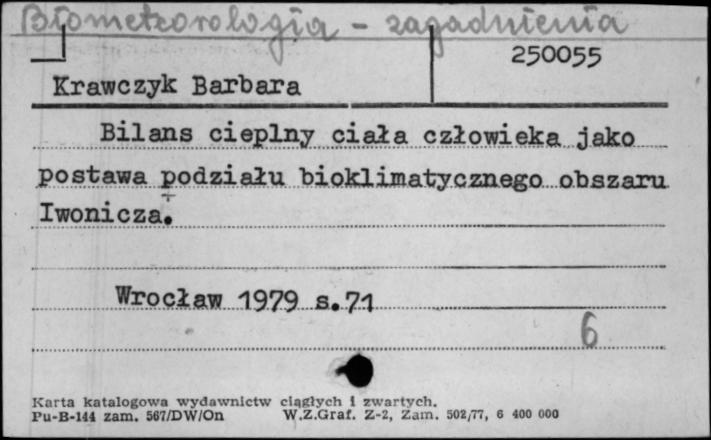 Biometeorologia - zagadnienia
250055
Krawczyk Barbara
Bilans cieplny ciała człowieka jako
postawa podziału bioklimatycznego obszaru
Iwonicza.
Wrocław 1979 s.71
6
Karta katalogowa wydawnictw ciągłych i zwartych.
Pu-B-144 zam. 567/DW/On W.Z.Graf. Z-2, Zam. 502/77, 6 400 000